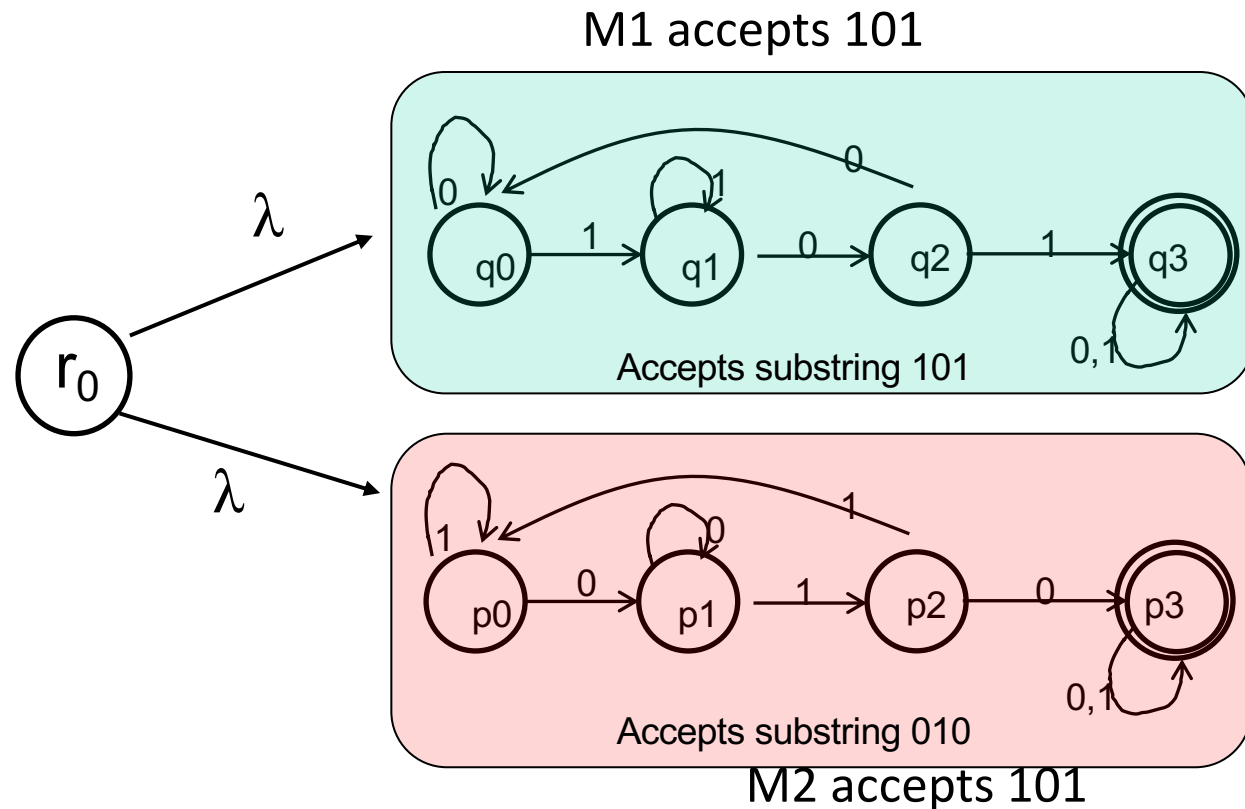 M1 accepts 101
0
0
1
λ
1
0
1
q0
q1
q2
q3
0,1
Accepts substring 101
r0
λ
1
0
1
0
1
0
p0
p1
p2
p3
0,1
Accepts substring 010
M2 accepts 101